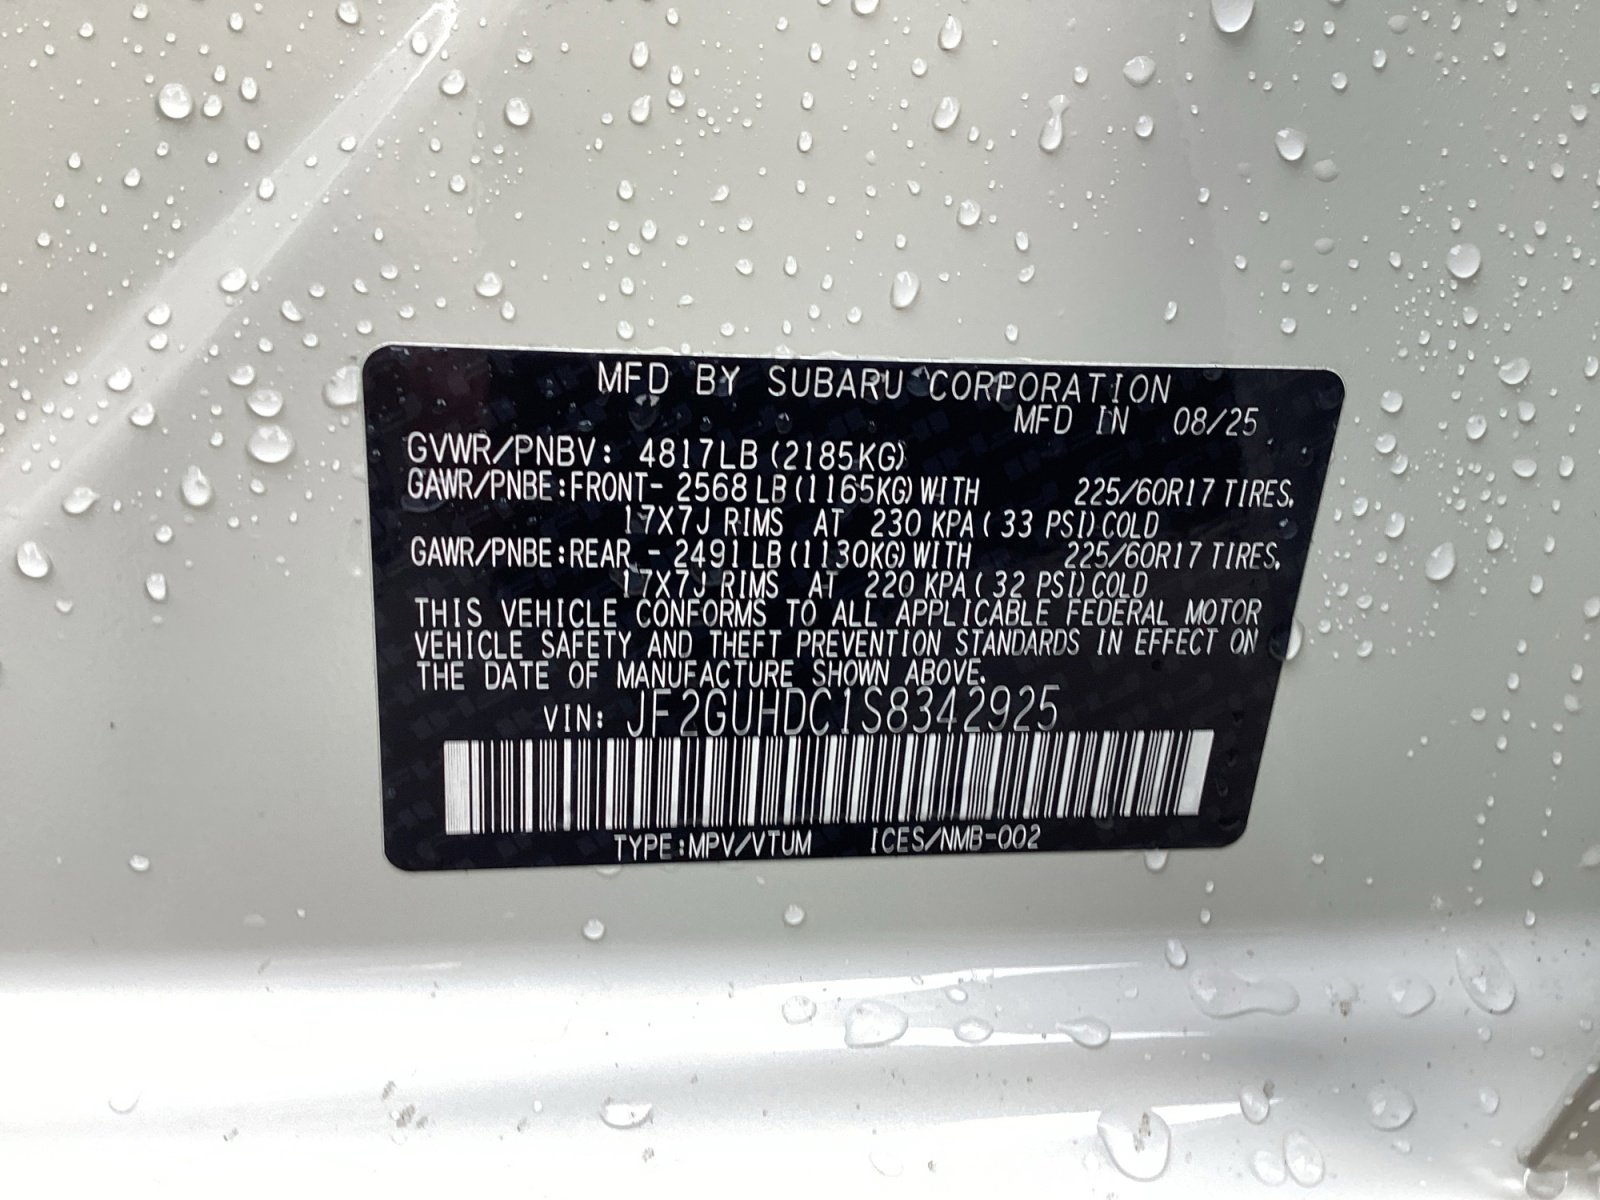 MFD BY SUBARU CORPORATION
MFD IN 08/25
GVWR/PNBV: 4817LB (2185KG)
GAWR/PNBE:FRONT- 2568 LB (1165KG) WITH 225/60R17 TIRES,
17X7J RIMS AT 230 KPA ( 33 PSI) COLD
GAWR/PNBE:REAR - 2491 LB (1130KG) WITH 225/60R17 TIRES,
17X7J RIMS AT 220 KPA ( 32 PSI) COLD
THIS VEHICLE CONFORMS TO ALL APPLICABLE FEDERAL MOTOR
VEHICLE SAFETY AND THEFT PREVENTION STANDARDS IN EFFECT ON
THE DATE OF MANUFACTURE SHOWN ABOVE.
VIN: JF2GUHDC1S8342925
TYPE:MPV/VTUM ICES/NMB-002